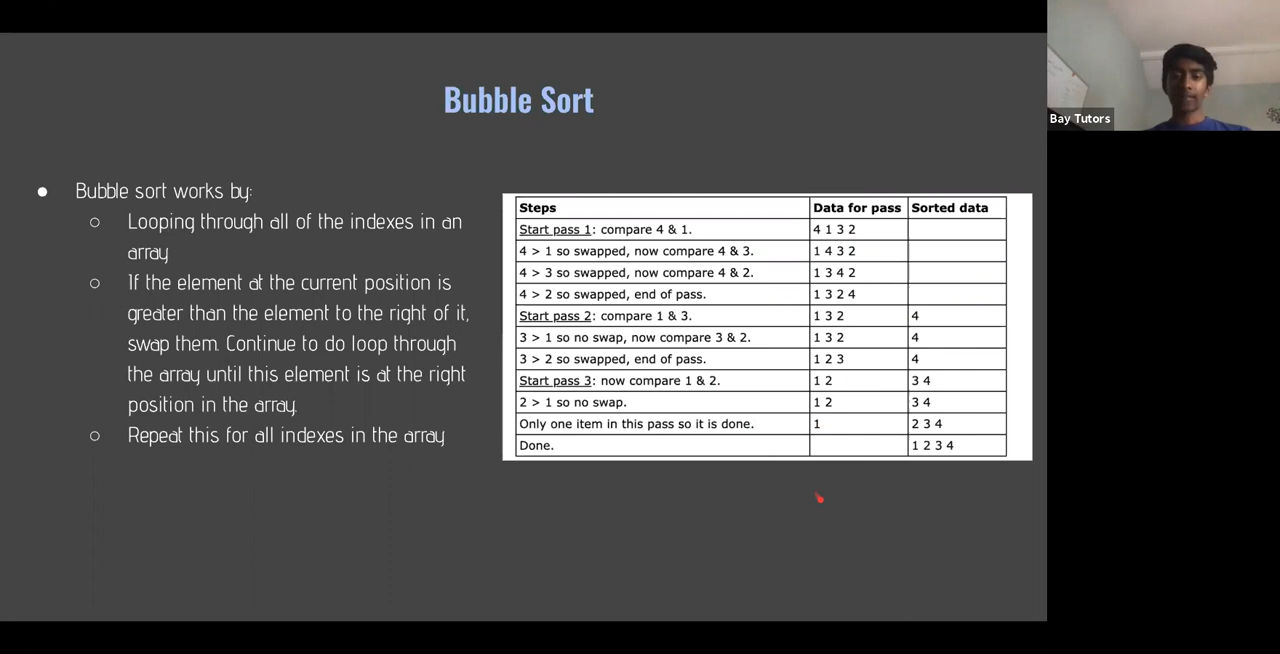 Bubble Sort
Bay Tutors
● Bubble sort works by:
○ Looping through all of the indexes in an
array
○ If the element at the current position is
greater than the element to the right of it,
swap them. Continue to do loop through
the array until this element is at the right
position in the array.
○ Repeat this for all indexes in the array
Steps Data for pass Sorted data
Start pass 1: compare 4 & 1. 4 1 3 2
4 > 1 so swapped, now compare 4 & 3. 1 4 3 2
4 > 3 so swapped, now compare 4 & 2. 1 3 4 2
4 > 2 so swapped, end of pass. 1 3 2 4
Start pass 2: compare 1 & 3. 1 3 2 4
3 > 1 so no swap, now compare 3 & 2. 1 3 2 4
3 > 2 so swapped, end of pass. 1 2 3 4
Start pass 3: now compare 1 & 2. 1 2 3 4
2 > 1 so no swap. 1 2 3 4
Only one item in this pass so it is done. 1 2 3 4
Done. 1 2 3 4